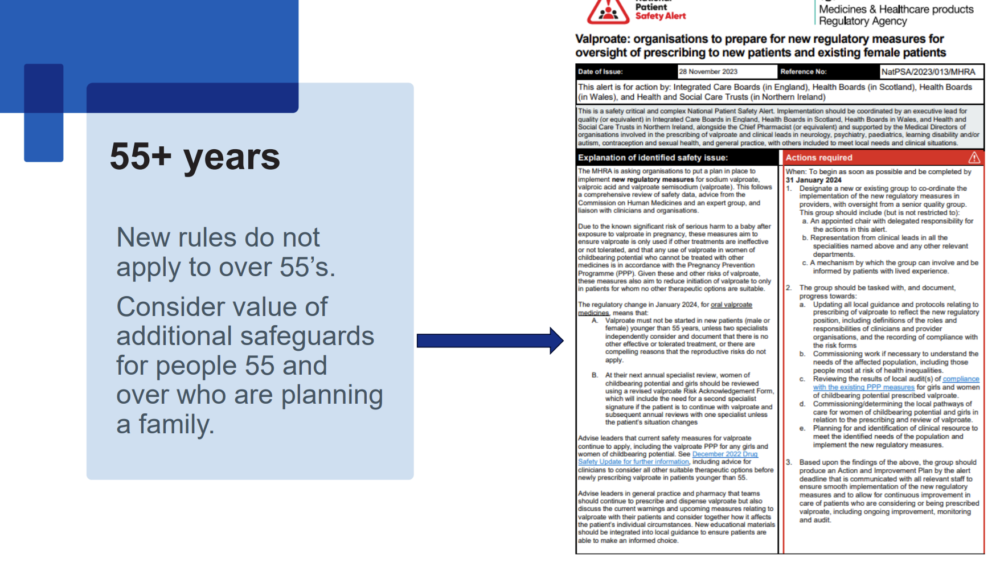 55+ years
New rules do not
apply to over 55’s.
Consider value of
additional safeguards
for people 55 and
over who are planning
a family.
Patient
Safety Alert
Medicines & Healthcare products
Regulatory Agency
Valproate: organisations to prepare for new regulatory measures for
oversight of prescribing to new patients and existing female patients
Date of Issue: 28 November 2023 Reference No: NatPSA/2023/013/MHRA
This alert is for action by: Integrated Care Boards (in England), Health Boards (in Scotland), Health Boards
(in Wales), and Health and Social Care Trusts (in Northern Ireland)
This is a safety critical and complex National Patient Safety Alert. Implementation should be coordinated by an executive lead for
quality (or equivalent) in Integrated Care Boards in England, Health Boards in Scotland, Health Boards in Wales, and Health and
Social Care Trusts in Northern Ireland, alongside the Chief Pharmacist (or equivalent) and supported by the Medical Directors of
organisations involved in the prescribing of valproate and clinical leads in neurology, psychiatry, paediatrics, learning disability and/or
autism, contraception and sexual health, and general practice, with others included to meet local needs and clinical situations.
Explanation of identified safety issue:
The MHRA is asking organisations to put a plan in place to
implement new regulatory measures for sodium valproate,
valproic acid and valproate semisodium (valproate). This follows
a comprehensive review of safety data, advice from the
Commission on Human Medicines and an expert group, and
liaison with clinicians and organisations.
Due to the known significant risk of serious harm to a baby after
exposure to valproate in pregnancy, these measures aim to
ensure valproate is only used if other treatments are ineffective
or not tolerated, and that any use of valproate in women of
childbearing potential who cannot be treated with other
medicines is in accordance with the Pregnancy Prevention
Programme (PPP). Given these and other risks of valproate,
these measures also aim to reduce initiation of valproate to only
in patients for whom no other therapeutic options are suitable.
The regulatory change in January 2024, for oral valproate
medicines, means that:
A. Valproate must not be started in new patients (male or
female) younger than 55 years, unless two specialists
independently consider and document that there is no
other effective or tolerated treatment, or there are
compelling reasons that the reproductive risks do not
apply.
B. At their next annual specialist review, women of
childbearing potential and girls should be reviewed
using a revised valproate Risk Acknowledgement Form,
which will include the need for a second specialist
signature if the patient is to continue with valproate and
subsequent annual reviews with one specialist unless
the patient’s situation changes
Advise leaders that current safety measures for valproate
continue to apply, including the valproate PPP for any girls and
women of childbearing potential. See December 2022 Drug
Safety Update for further information, including advice for
clinicians to consider all other suitable therapeutic options before
newly prescribing valproate in patients younger than 55.
Advise leaders in general practice and pharmacy that teams
should continue to prescribe and dispense valproate but also
discuss the current warnings and upcoming measures relating to
valproate with their patients and consider together how it affects
the patient’s individual circumstances. New educational materials
should be integrated into local guidance to ensure patients are
able to make an informed choice.
Actions required
When: To begin as soon as possible and be completed by
31 January 2024
1. Designate a new or existing group to co-ordinate the
implementation of the new regulatory measures in
providers, with oversight from a senior quality group.
This group should include (but is not restricted to):
a. An appointed chair with delegated responsibility for
the actions in this alert.
b. Representation from clinical leads in all the
specialities named above and any other relevant
departments.
c. A mechanism by which the group can involve and be
informed by patients with lived experience.
2. The group should be tasked with, and document,
progress towards:
a. Updating all local guidance and protocols relating to
prescribing of valproate to reflect the new regulatory
position, including definitions of the roles and
responsibilities of clinicians and provider
organisations, and the recording of compliance with
the risk forms
b. Commissioning work if necessary to understand the
needs of the affected population, including those
people most at risk of health inequalities.
c. Reviewing the results of local audit(s) of compliance
with the existing PPP measures for girls and women
of childbearing potential prescribed valproate.
d. Commissioning/determining the local pathways of
care for women of childbearing potential and girls in
relation to the prescribing and review of valproate.
e. Planning for and identification of clinical resource to
meet the identified needs of the population and
implement the new regulatory measures.
3. Based upon the findings of the above, the group should
produce an Action and Improvement Plan by the alert
deadline that is communicated with all relevant staff to
ensure smooth implementation of the new regulatory
measures and to allow for continuous improvement in
care of patients who are considering or being prescribed
valproate, including ongoing improvement, monitoring
and audit.